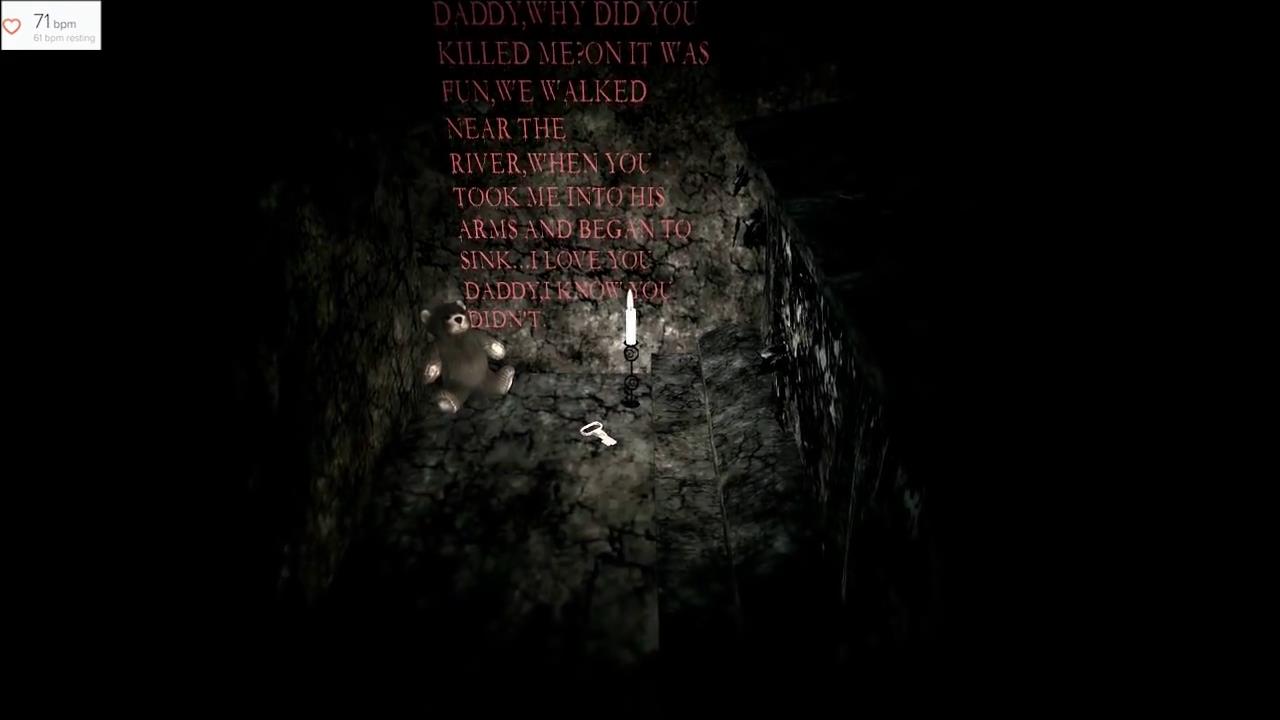 71 bpm
61 bpm resting
DADDY,WHY DID YOU
KILLED ME?ON IT WAS
FUN,WE WALKED
NEAR THE
RIVER,WHEN YOU
TOOK ME INTO HIS
ARMS AND BEGAN TO
SINK...I LOVE YOU
DADDY,I KNOW YOU
DIDN'T